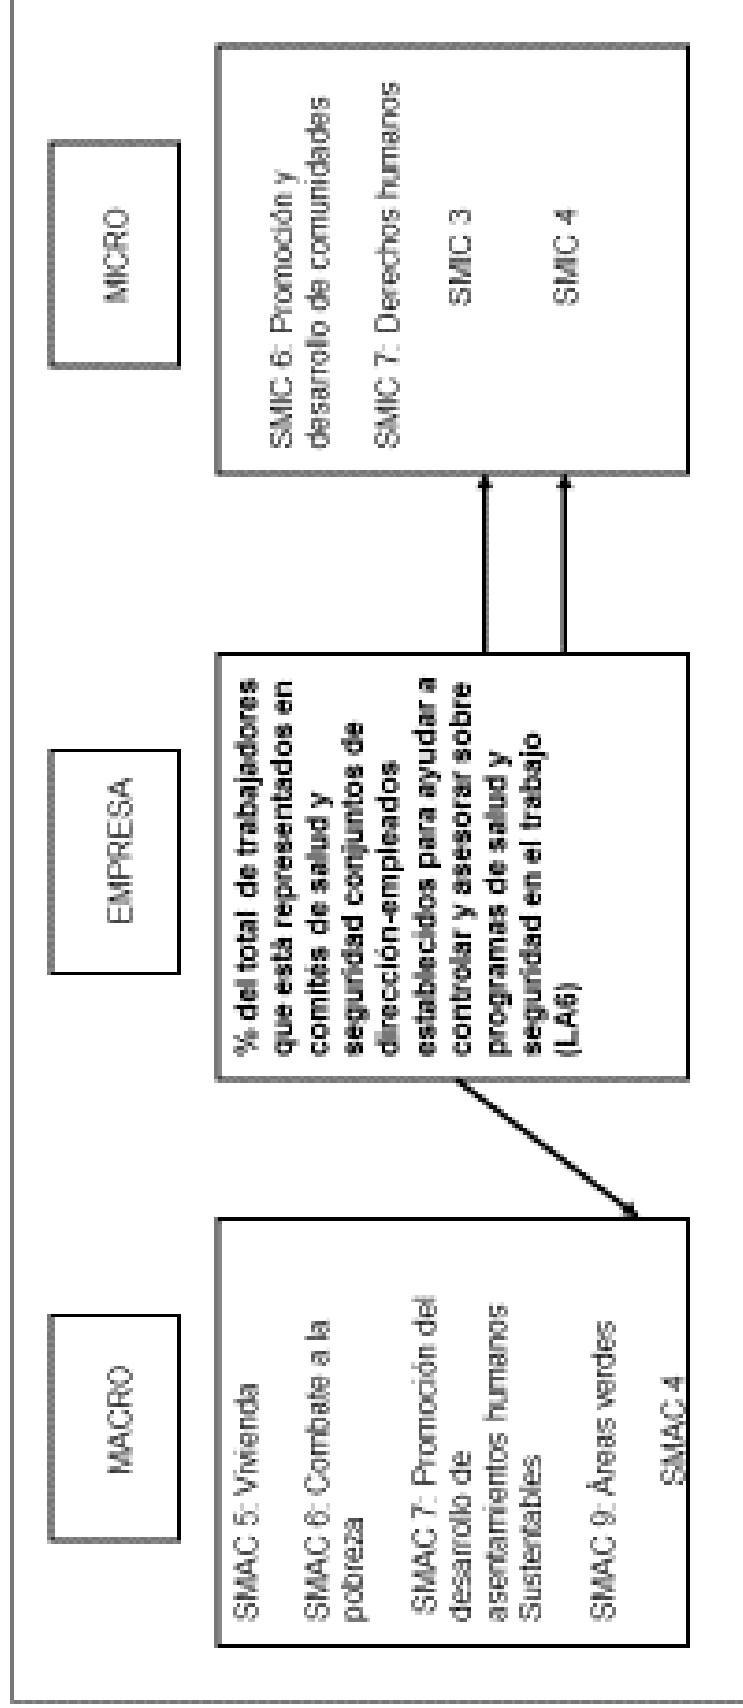 MACRO
SMAC 5: Vivienda
SMAC 6: Combate a la
pobreza
SMAC 7: Promoción del
desarrollo de
asentamientos humanos
Sustentables
SMAC 9: Áreas verdes
SMAC 4
EMPRESA
% del total de trabajadores
que está representados en
comités de salud y
seguridad conjuntos de
dirección-empleados
establecidos para ayudar a
controlar y asesorar sobre
programas de salud y
seguridad en el trabajo
(LA6)
MICRO
SMIC 6: Promoción y
desarrollo de comunidades
SMIC 7: Derechos humanos
SMIC 3
SMIC 4